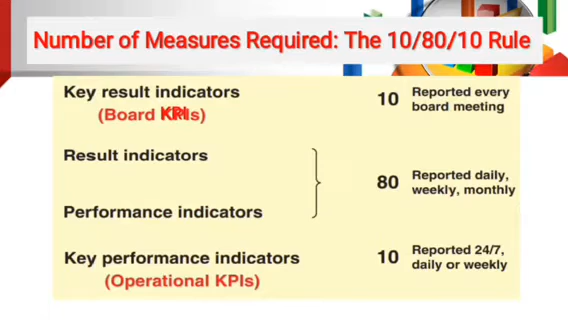 Number of Measures Required: The 10/80/10 Rule
Key result indicators
(Board KPIs)
10
Reported every
board meeting
Result indicators
Performance indicators
80
Reported daily,
weekly, monthly
Key performance indicators
(Operational KPIs)
10
Reported 24/7,
daily or weekly